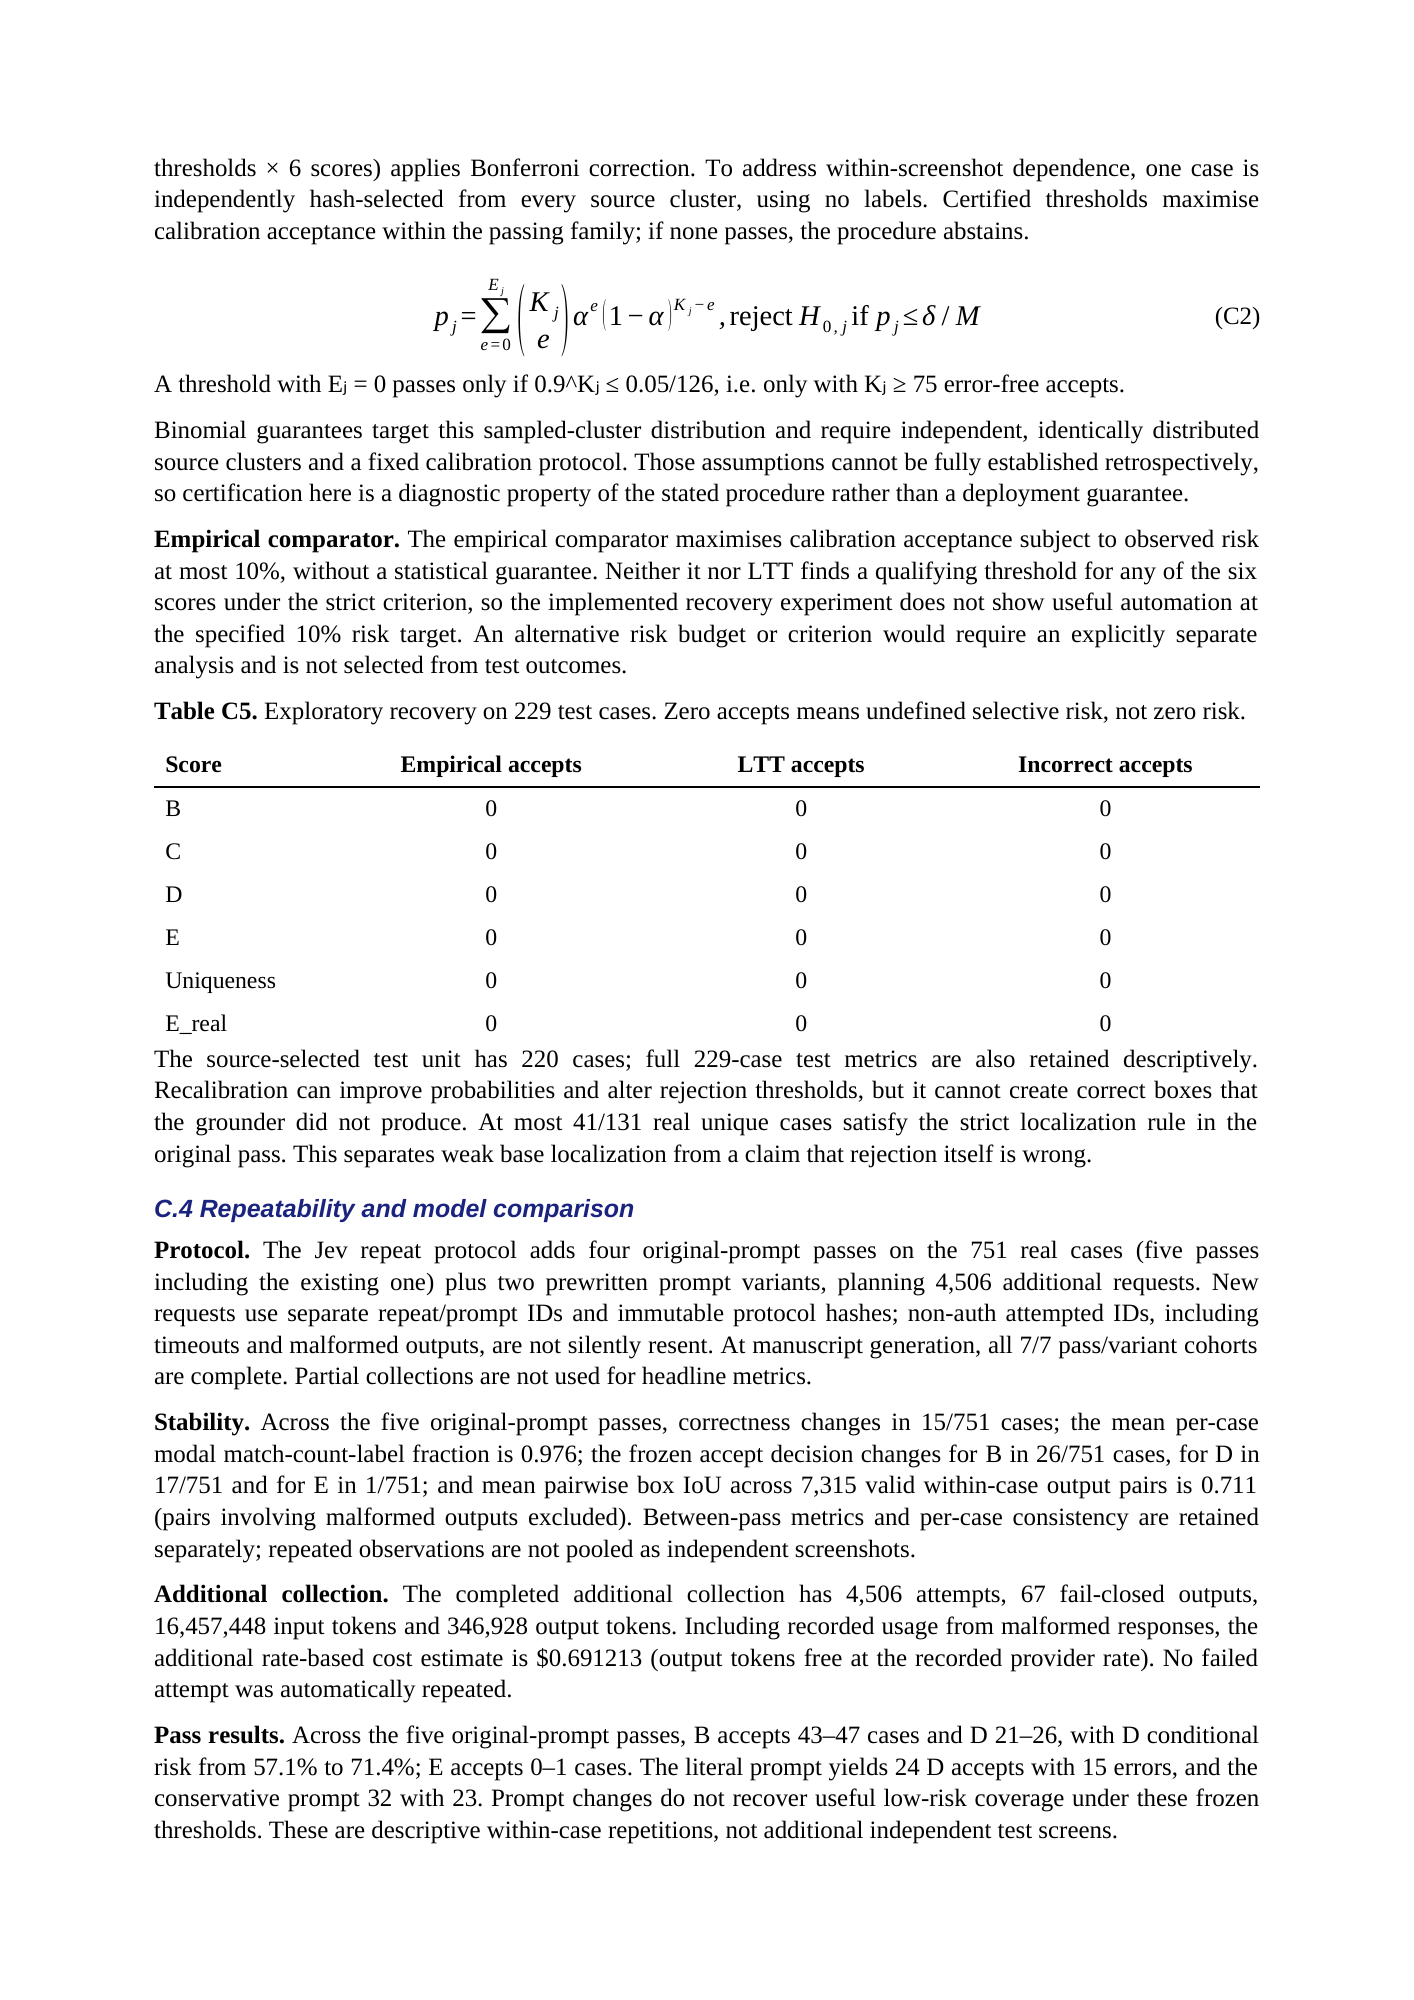 thresholds × 6 scores) applies Bonferroni correction. To address within-screenshot dependence, one case is
independently hash-selected from every source cluster, using no labels. Certified thresholds maximise
calibration acceptance within the passing family; if none passes, the procedure abstains.
p_j = ∑_{e=0}^{E_j} (K_j e) α^e (1 − α)^{K_j − e}, reject H_{0,j} if p_j ≤ δ / M (C2)
A threshold with Eⱼ = 0 passes only if 0.9^Kⱼ ≤ 0.05/126, i.e. only with Kⱼ ≥ 75 error-free accepts.
Binomial guarantees target this sampled-cluster distribution and require independent, identically distributed
source clusters and a fixed calibration protocol. Those assumptions cannot be fully established retrospectively,
so certification here is a diagnostic property of the stated procedure rather than a deployment guarantee.
Empirical comparator. The empirical comparator maximises calibration acceptance subject to observed risk
at most 10%, without a statistical guarantee. Neither it nor LTT finds a qualifying threshold for any of the six
scores under the strict criterion, so the implemented recovery experiment does not show useful automation at
the specified 10% risk target. An alternative risk budget or criterion would require an explicitly separate
analysis and is not selected from test outcomes.
Table C5. Exploratory recovery on 229 test cases. Zero accepts means undefined selective risk, not zero risk.
Score Empirical accepts LTT accepts Incorrect accepts
B 0 0 0
C 0 0 0
D 0 0 0
E 0 0 0
Uniqueness 0 0 0
E_real 0 0 0
The source-selected test unit has 220 cases; full 229-case test metrics are also retained descriptively.
Recalibration can improve probabilities and alter rejection thresholds, but it cannot create correct boxes that
the grounder did not produce. At most 41/131 real unique cases satisfy the strict localization rule in the
original pass. This separates weak base localization from a claim that rejection itself is wrong.
C.4 Repeatability and model comparison
Protocol. The Jev repeat protocol adds four original-prompt passes on the 751 real cases (five passes
including the existing one) plus two prewritten prompt variants, planning 4,506 additional requests. New
requests use separate repeat/prompt IDs and immutable protocol hashes; non-auth attempted IDs, including
timeouts and malformed outputs, are not silently resent. At manuscript generation, all 7/7 pass/variant cohorts
are complete. Partial collections are not used for headline metrics.
Stability. Across the five original-prompt passes, correctness changes in 15/751 cases; the mean per-case
modal match-count-label fraction is 0.976; the frozen accept decision changes for B in 26/751 cases, for D in
17/751 and for E in 1/751; and mean pairwise box IoU across 7,315 valid within-case output pairs is 0.711
(pairs involving malformed outputs excluded). Between-pass metrics and per-case consistency are retained
separately; repeated observations are not pooled as independent screenshots.
Additional collection. The completed additional collection has 4,506 attempts, 67 fail-closed outputs,
16,457,448 input tokens and 346,928 output tokens. Including recorded usage from malformed responses, the
additional rate-based cost estimate is $0.691213 (output tokens free at the recorded provider rate). No failed
attempt was automatically repeated.
Pass results. Across the five original-prompt passes, B accepts 43–47 cases and D 21–26, with D conditional
risk from 57.1% to 71.4%; E accepts 0–1 cases. The literal prompt yields 24 D accepts with 15 errors, and the
conservative prompt 32 with 23. Prompt changes do not recover useful low-risk coverage under these frozen
thresholds. These are descriptive within-case repetitions, not additional independent test screens.